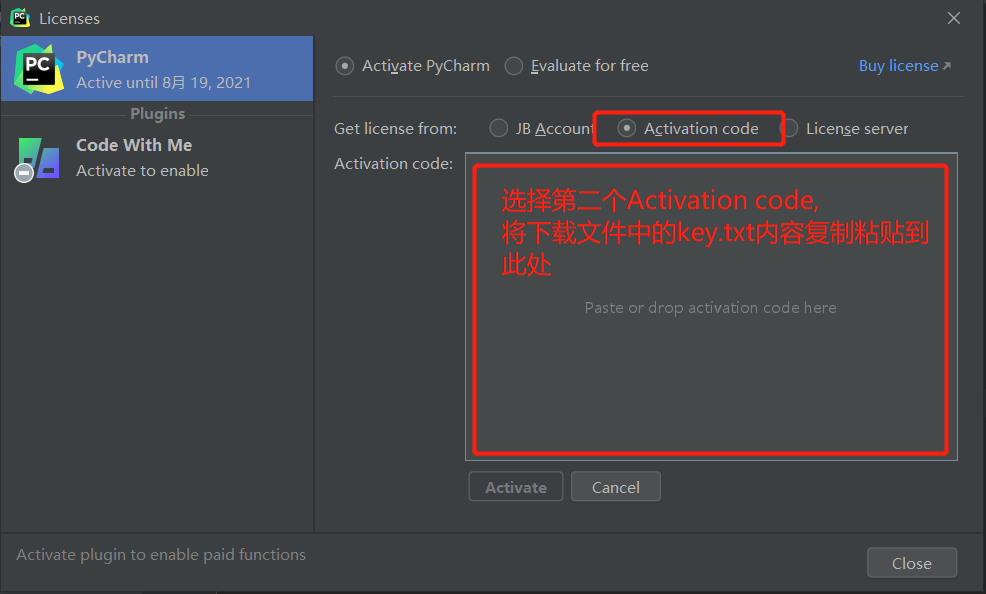 Licenses
PC
PyCharm
Active until 8月 19, 2021
Plugins
Code With Me
Activate to enable
Activate PyCharm
Evaluate for free
Buy license
Get license from:
JB Account
Activation code
License server
Activation code:
选择第二个Activation code,
将下载文件中的key.txt内容复制粘贴到
此处
Paste or drop activation code here
Activate
Cancel
Activate plugin to enable paid functions
Close